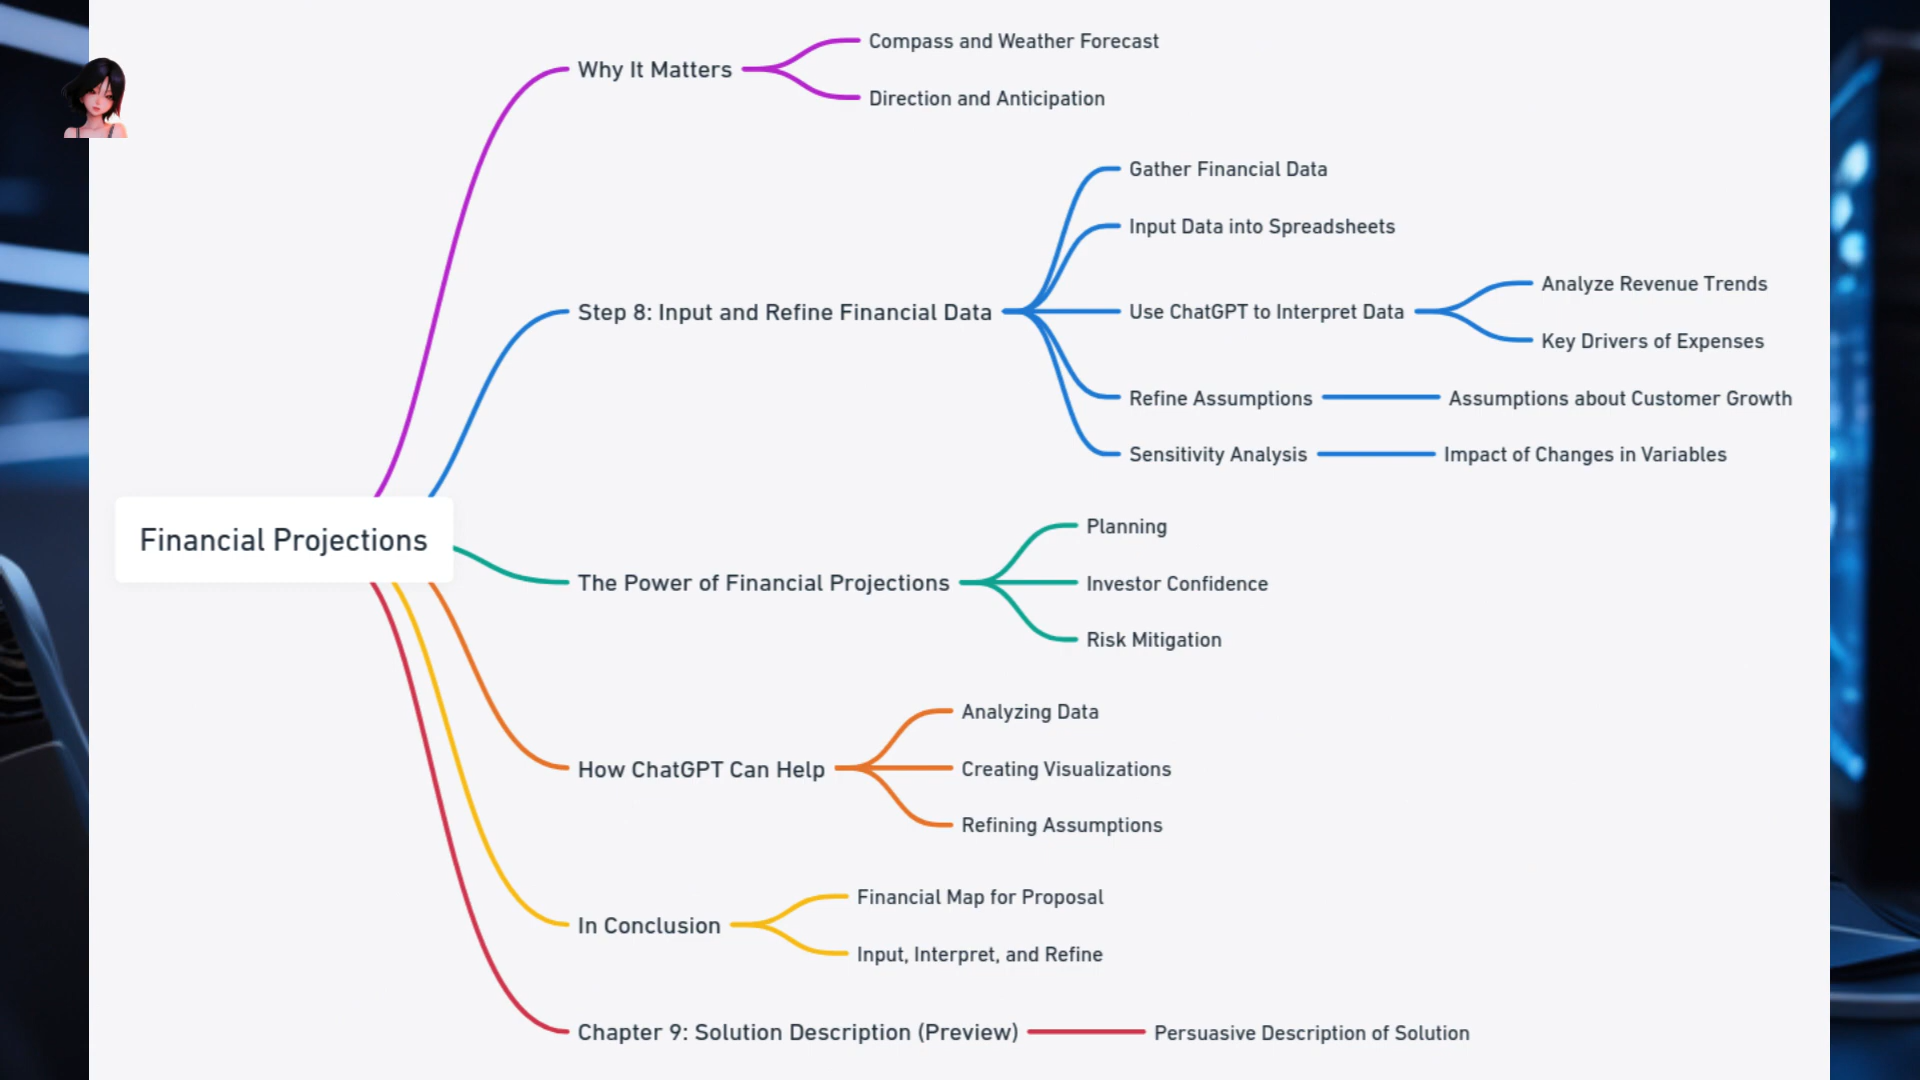 Financial Projections
Why It Matters
Compass and Weather Forecast
Direction and Anticipation
Step 8: Input and Refine Financial Data
Gather Financial Data
Input Data into Spreadsheets
Use ChatGPT to Interpret Data
Analyze Revenue Trends
Key Drivers of Expenses
Refine Assumptions
Assumptions about Customer Growth
Sensitivity Analysis
Impact of Changes in Variables
The Power of Financial Projections
Planning
Investor Confidence
Risk Mitigation
How ChatGPT Can Help
Analyzing Data
Creating Visualizations
Refining Assumptions
In Conclusion
Financial Map for Proposal
Input, Interpret, and Refine
Chapter 9: Solution Description (Preview)
Persuasive Description of Solution